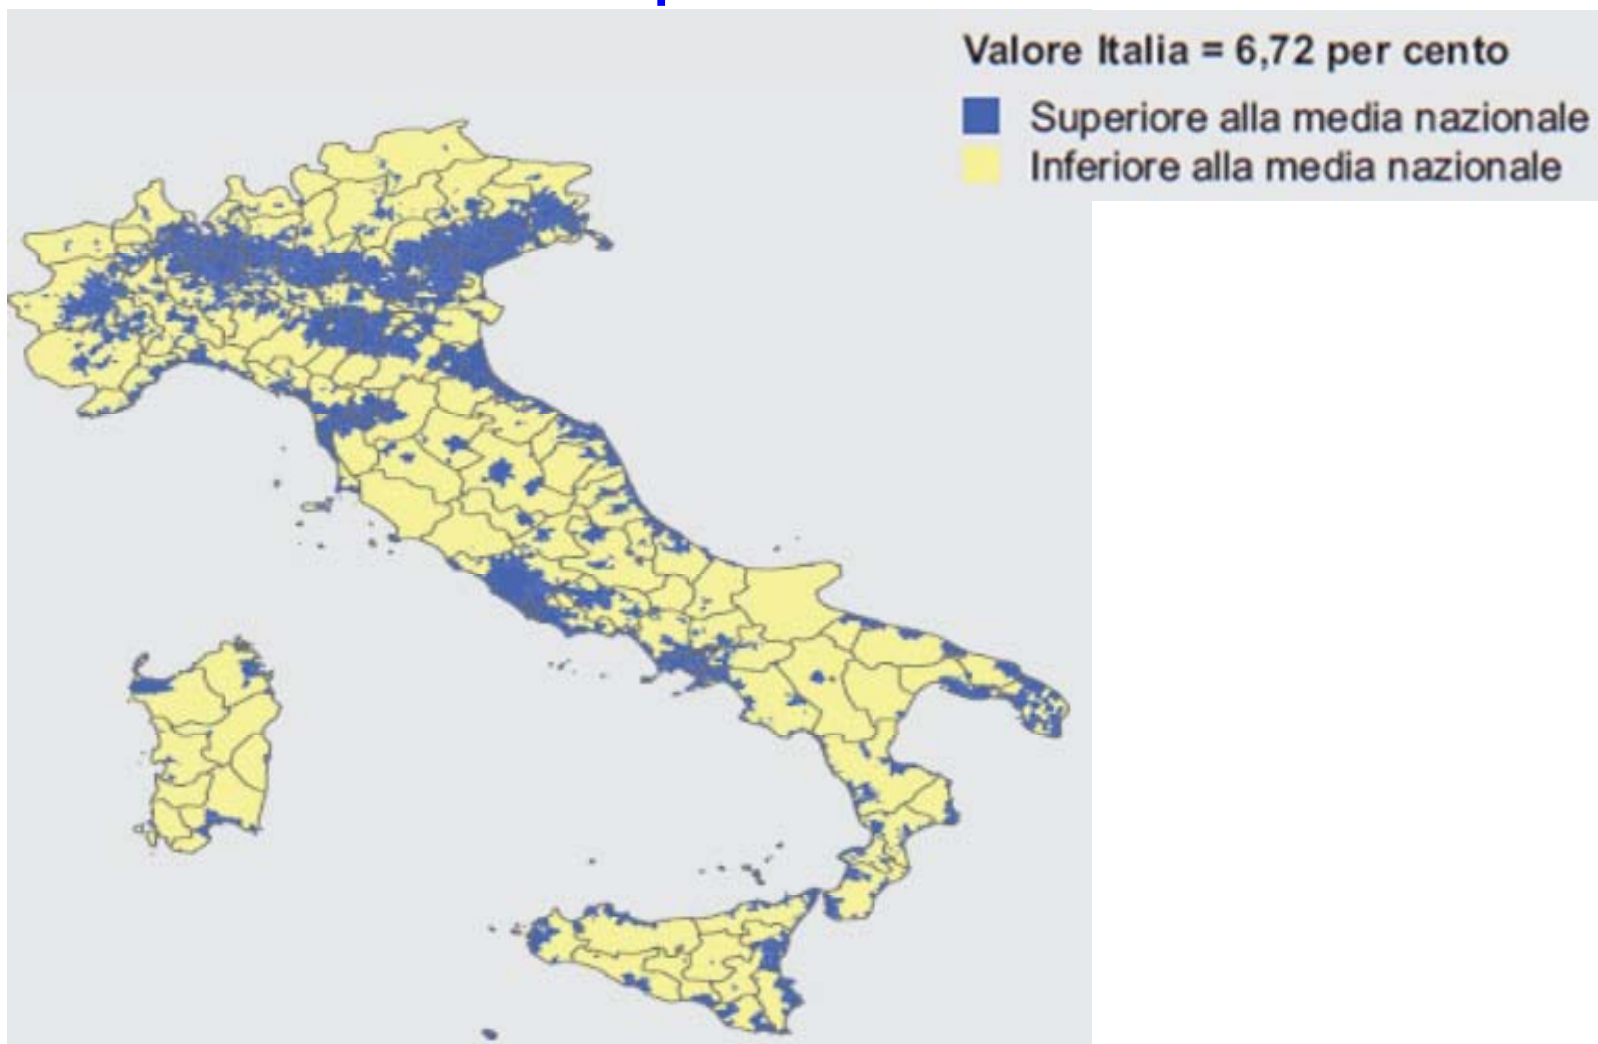 Valore Italia = 6,72 per cento
Superiore alla media nazionale
Inferiore alla media nazionale